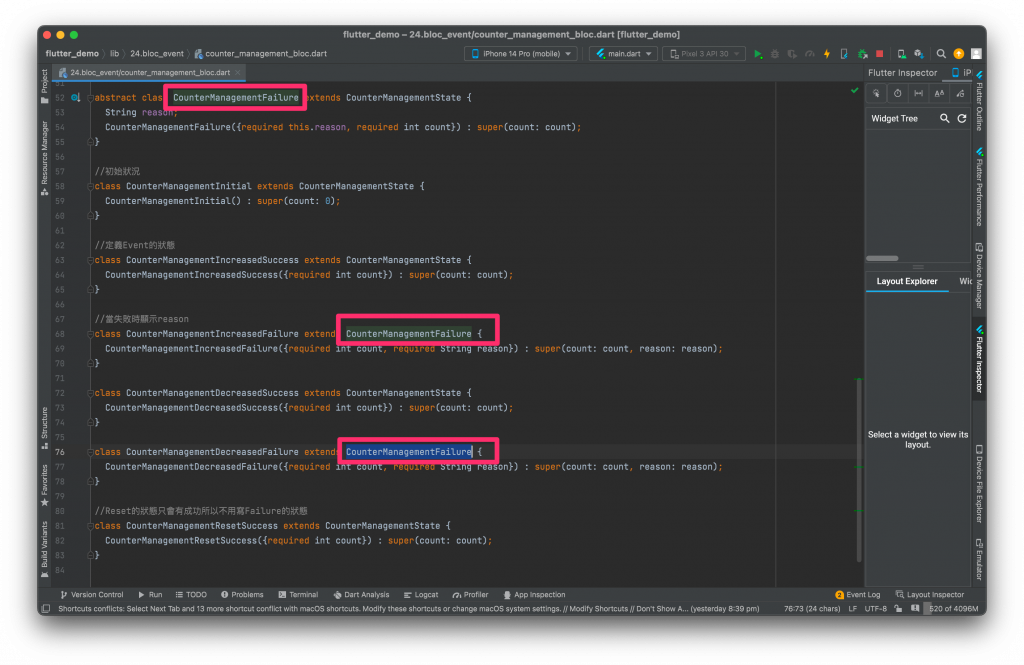 flutter_demo – 24.bloc_event/counter_management_bloc.dart [flutter_demo]
flutter_demo lib 24.bloc_event counter_management_bloc.dart
iPhone 14 Pro (mobile) main.dart Pixel 3 API 30
24.bloc_event/counter_management_bloc.dart
Project
Resource Manager
Structure
Favorites
Build Variants
51
52 abstract class CounterManagementFailure extends CounterManagementState {
53 String reason;
54 CounterManagementFailure({required this.reason, required int count}) : super(count: count);
55 }
56
57 //初始狀況
58 class CounterManagementInitial extends CounterManagementState {
59 CounterManagementInitial() : super(count: 0);
60 }
61
62 //定義Event的狀態
63 class CounterManagementIncreasedSuccess extends CounterManagementState {
64 CounterManagementIncreasedSuccess({required int count}) : super(count: count);
65 }
66
67 //當失敗時顯示reason
68 class CounterManagementIncreasedFailure extends CounterManagementFailure {
69 CounterManagementIncreasedFailure({required int count, required String reason}) : super(count: count, reason: reason);
70 }
71
72 class CounterManagementDecreasedSuccess extends CounterManagementState {
73 CounterManagementDecreasedSuccess({required int count}) : super(count: count);
74 }
75
76 class CounterManagementDecreasedFailure extends CounterManagementFailure {
77 CounterManagementDecreasedFailure({required int count, required String reason}) : super(count: count, reason: reason);
78 }
79
80 //Reset的狀態只會有成功所以不用寫Failure的狀態
81 class CounterManagementResetSuccess extends CounterManagementState {
82 CounterManagementResetSuccess({required int count}) : super(count: count);
83 }
84
Flutter Inspector iP
Widget Tree
Layout Explorer Wic
Select a widget to view its
layout.
Flutter Outline
Flutter Performance
Device Manager
Flutter Inspector
Device File Explorer
Emulator
Version Control Run TODO Problems Terminal Dart Analysis Logcat Profiler App Inspection 2 Event Log Layout Inspector
Shortcuts conflicts: Select Next Tab and 13 more shortcut conflict with macOS shortcuts. Modify these shortcuts or change macOS system settings. // Modify Shortcuts // Don't Show A... (yesterday 8:39 pm) 76:73 (24 chars) LF UTF-8 520 of 4096M